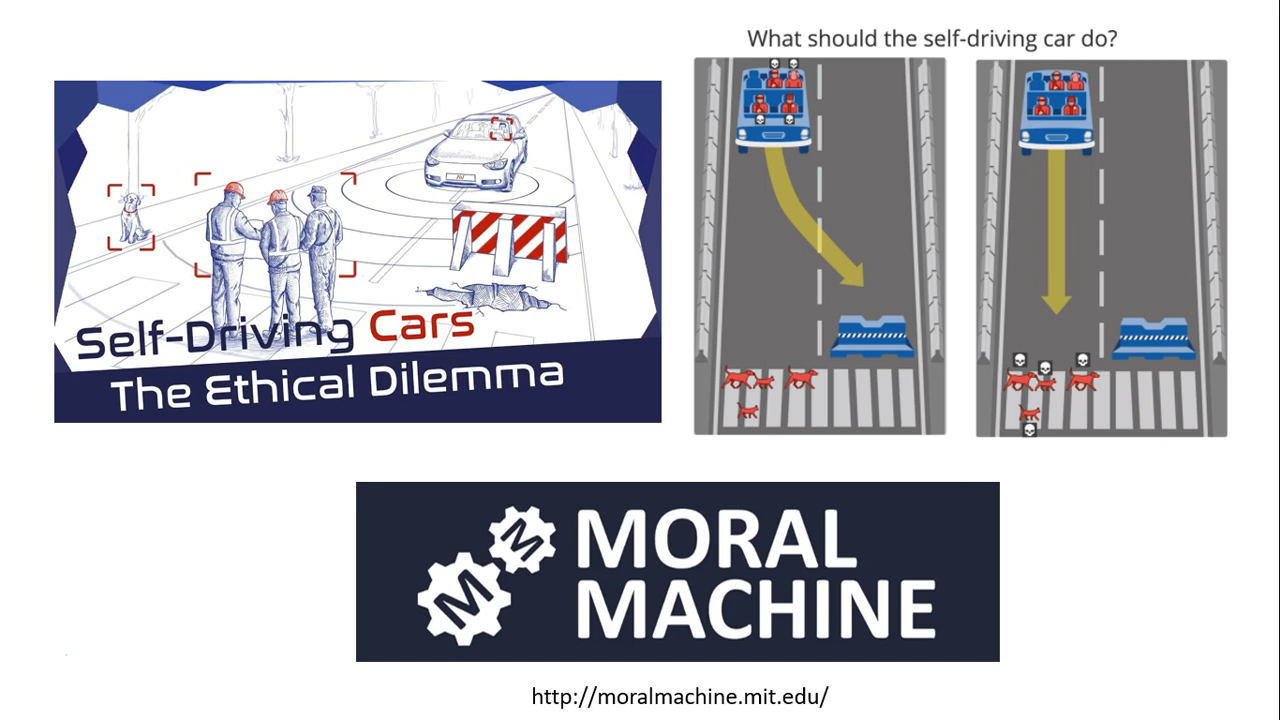 What should the self-driving car do?
Self-Driving Cars
The Ethical Dilemma
M M MORAL
MACHINE
http://moralmachine.mit.edu/